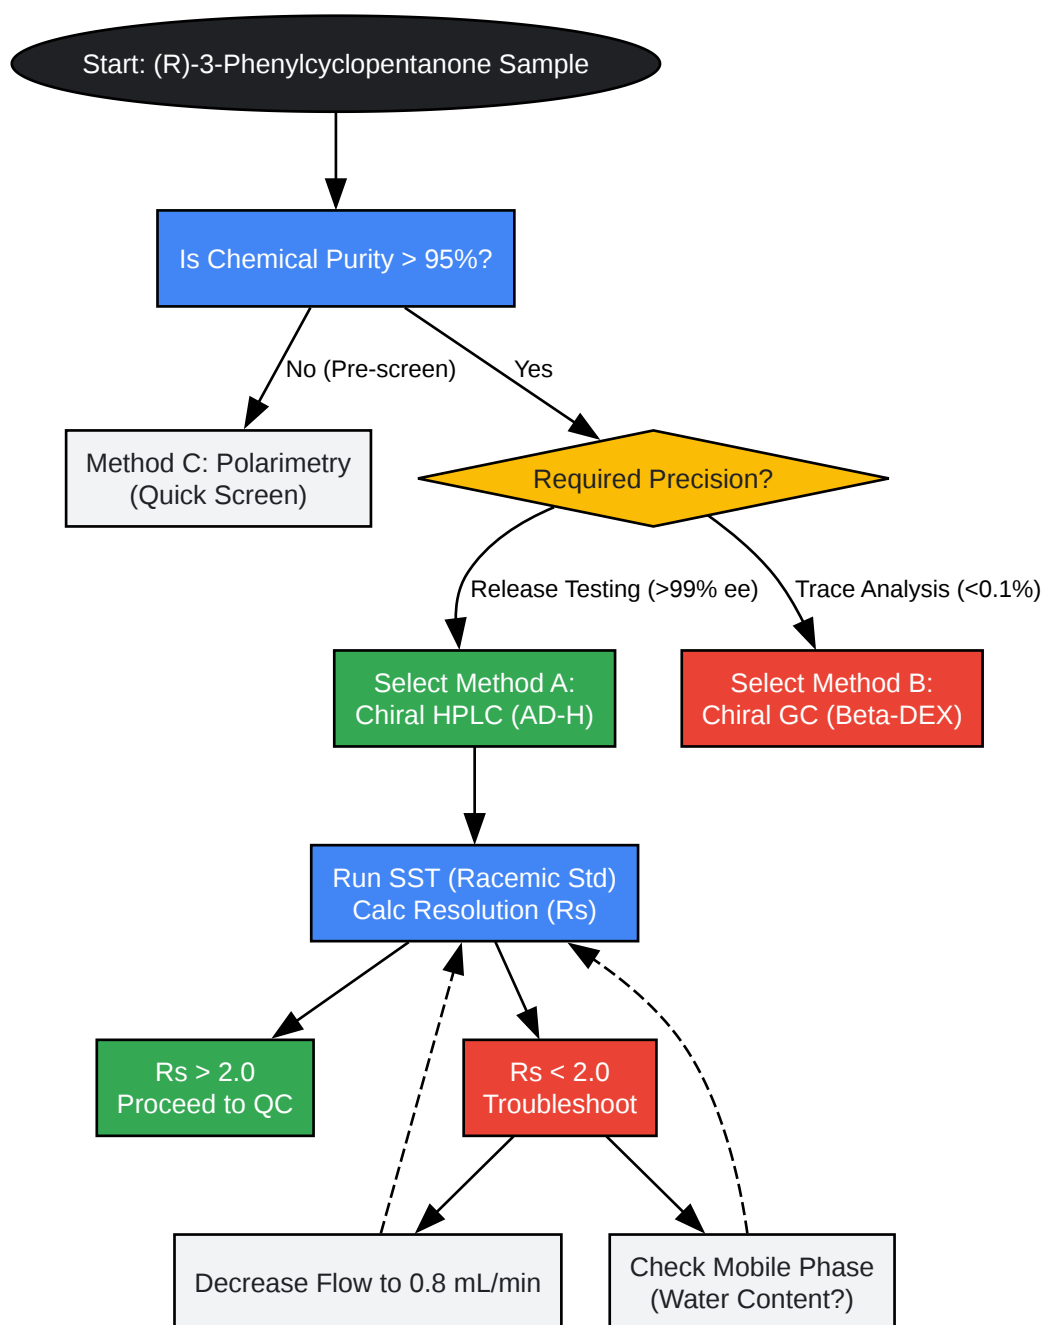 Start: (R)-3-Phenylcyclopentanone Sample
Is Chemical Purity > 95%?
No (Pre-screen)
Yes
Method C: Polarimetry
(Quick Screen)
Required Precision?
Release Testing (>99% ee)
Trace Analysis (<0.1%)
Select Method A:
Chiral HPLC (AD-H)
Select Method B:
Chiral GC (Beta-DEX)
Run SST (Racemic Std)
Calc Resolution (Rs)
Rs > 2.0
Proceed to QC
Rs < 2.0
Troubleshoot
Decrease Flow to 0.8 mL/min
Check Mobile Phase
(Water Content?)